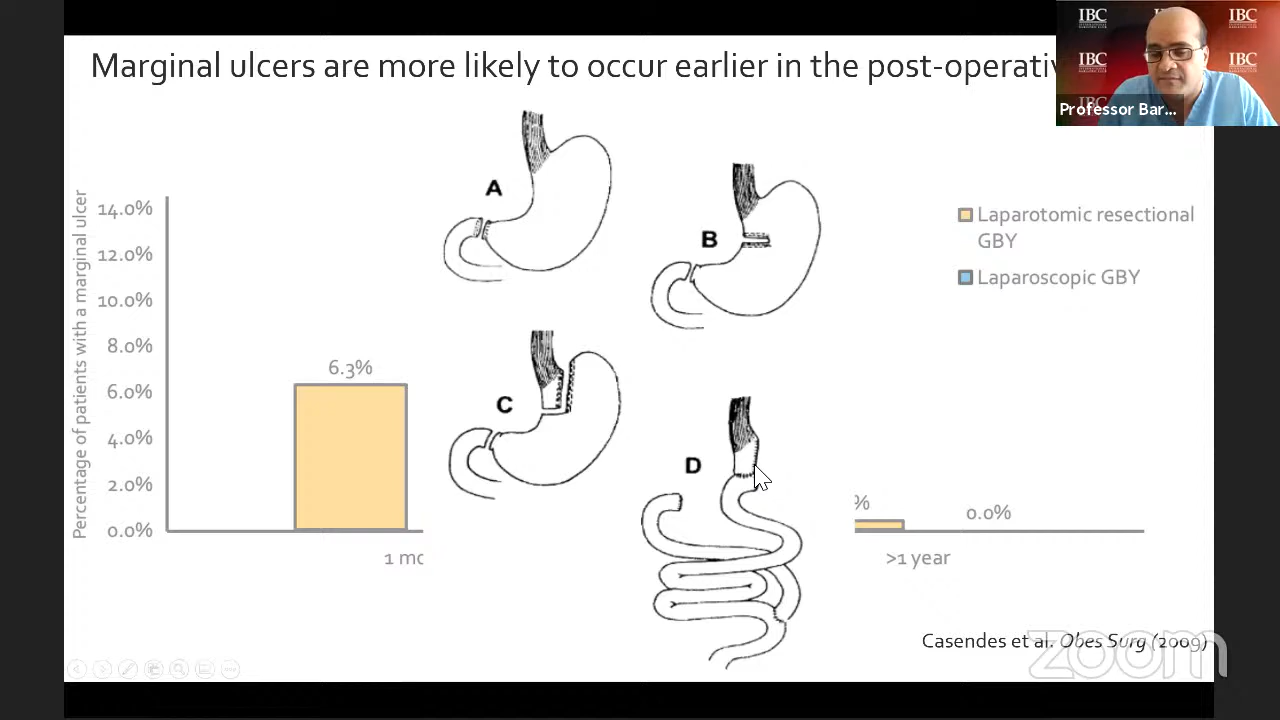 Marginal ulcers are more likely to occur earlier in the post-operativ
IBC
IBC
IBC
IBC
IBC
Professor Bar...
Percentage of patients with a marginal ulcer
14.0%
12.0%
10.0%
8.0%
6.0%
4.0%
2.0%
0.0%
6.3%
A
B
C
D
Laparotomic resectional
GBY
Laparoscopic GBY
%
0.0%
1 mo
>1 year
Casendes et al. Obes Surg (2009)
zoom